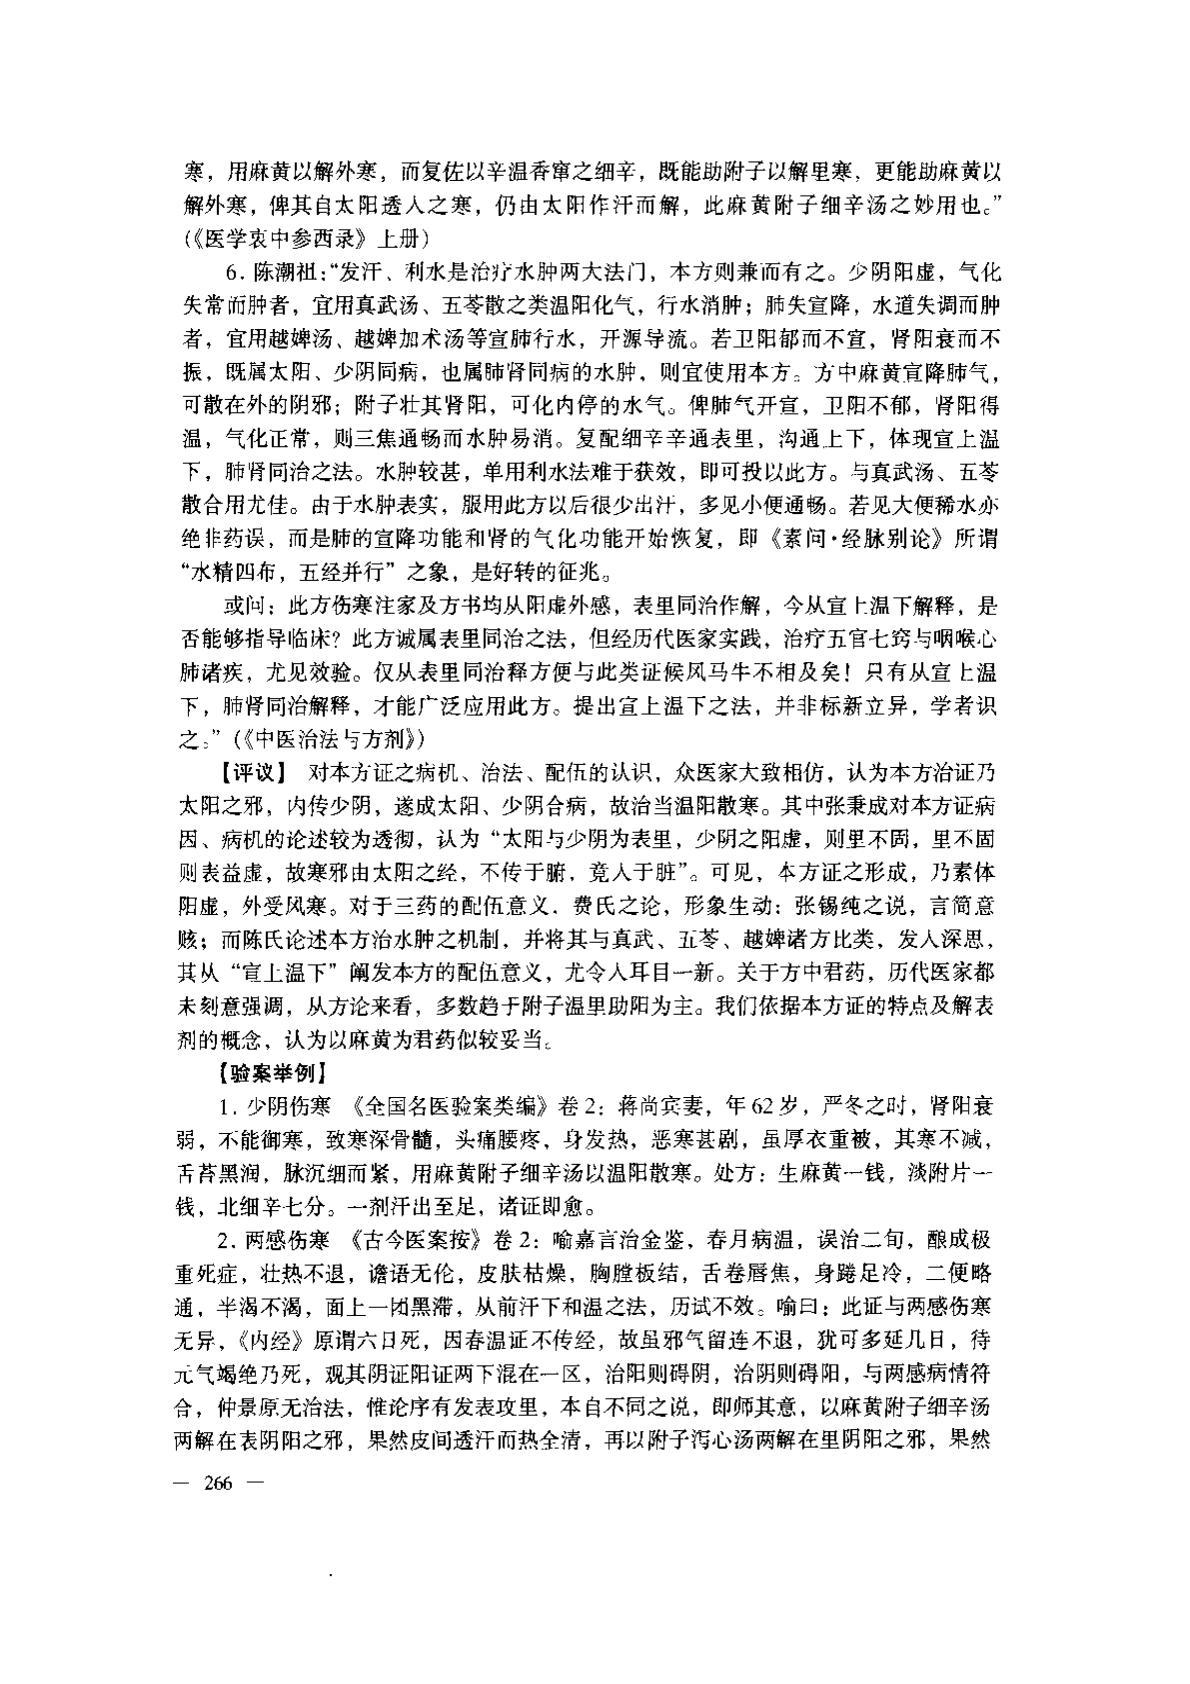 寒，用麻黄以解外寒，而复佐以辛温香窜之细辛，既能助附子以解里寒，更能助麻黄以
解外寒，俾其自太阳透入之寒，仍由太阳作汗而解，此麻黄附子细辛汤之妙用也。”
(《医学衷中参西录》上册）
6. 陈潮祖：“发汗、利水是治疗水肿两大法门，本方则兼而有之。少阴阳虚，气化
失常而肿者，宜用真武汤、五苓散之类温阳化气，行水消肿；肺失宣降，水道失调而肿
者，宜用越婢汤、越婢加术汤等宣肺行水，开源导流。若卫阳郁而不宣，肾阳衰而不
振，既属太阳、少阴同病，也属肺肾同病的水肿，则宜使用本方。方中麻黄宣降肺气，
可散在外的阴邪；附子壮其肾阳，可化内停的水气。俾肺气开宣，卫阳不郁，肾阳得
温，气化正常，则三焦通畅而水肿易消。复配细辛辛通表里，沟通上下，体现宣上温
下，肺肾同治之法。水肿较甚，单用利水法难于获效，即可投以此方。与真武汤、五苓
散合用尤佳。由于水肿表实，服用此方以后很少出汗，多见小便通畅。若见大便稀水亦
绝非药误，而是肺的宣降功能和肾的气化功能开始恢复，即《素问·经脉别论》所谓
“水精四布，五经并行”之象，是好转的征兆。
或问：此方伤寒注家及方书均从阳虚外感，表里同治作解，今从宣上温下解释，是
否能够指导临床？此方诚属表里同治之法，但经历代医家实践，治疗五官七窍与咽喉心
肺诸疾，尤见效验。仅从表里同治释方便与此类证候风马牛不相及矣！只有从宣上温
下，肺肾同治解释，才能广泛应用此方。提出宣上温下之法，并非标新立异，学者识
之。”（《中医治法与方剂》）
【评议】 对本方证之病机、治法、配伍的认识，众医家大致相仿，认为本方治证乃
太阳之邪，内传少阴，遂成太阳、少阴合病，故治当温阳散寒。其中张秉成对本方证病
因、病机的论述较为透彻，认为“太阳与少阴为表里，少阴之阳虚，则里不固，里不固
则表益虚，故寒邪由太阳之经，不传于腑，竟入于脏”。可见，本方证之形成，乃素体
阳虚，外受风寒。对于三药的配伍意义，费氏之论，形象生动；张锡纯之说，言简意
赅；而陈氏论述本方治水肿之机制，并将其与真武、五苓、越婢诸方比类，发人深思，
其从“宣上温下”阐发本方的配伍意义，尤令人耳目一新。关于方中君药，历代医家都
未刻意强调，从方论来看，多数趋于附子温里助阳为主。我们依据本方证的特点及解表
剂的概念，认为以麻黄为君药似较妥当。
【验案举例】
1. 少阴伤寒 《全国名医验案类编》卷 2：蒋尚宾妻，年 62 岁，严冬之时，肾阳衰
弱，不能御寒，致寒深骨髓，头痛腰疼，身发热，恶寒甚剧，虽厚衣重被，其寒不减，
舌苔黑润，脉沉细而紧，用麻黄附子细辛汤以温阳散寒。处方：生麻黄一钱，淡附片一
钱，北细辛七分。一剂汗出至足，诸证即愈。
2. 两感伤寒 《古今医案按》卷 2：喻嘉言治金鉴，春月病温，误治二旬，酿成极
重死症，壮热不退，谵语无伦，皮肤枯燥，胸膛板结，舌卷唇焦，身踡足冷，二便略
通，半渴不渴，面上一团黑滞，从前汗下和温之法，历试不效。喻曰：此证与两感伤寒
无异，《内经》原谓六日死，因春温证不传经，故虽邪气留连不退，犹可多延几日，待
元气竭绝乃死，观其阴证阳证两下混在一区，治阳则碍阴，治阴则碍阳，与两感病情符
合，仲景原无治法，惟论序有发表攻里，本自不同之说，即师其意，以麻黄附子细辛汤
两解在表阴阳之邪，果然皮间透汗而热全清，再以附子泻心汤两解在里阴阳之邪，果然
— 266 —